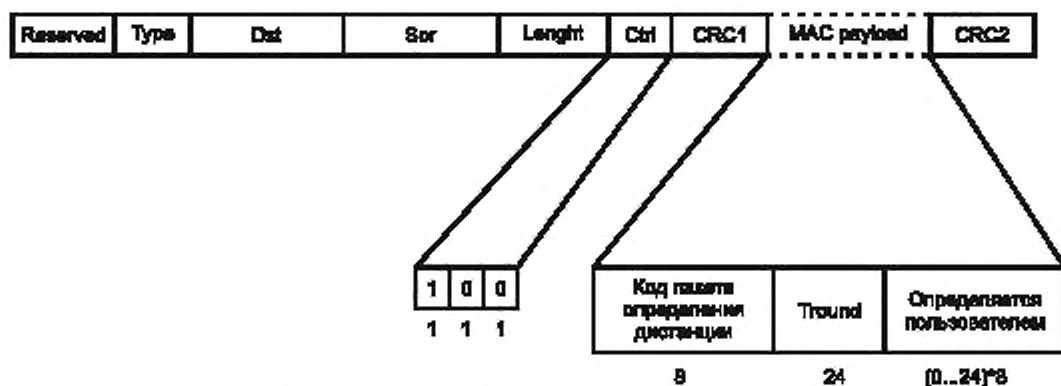 Reserved Type Dst Scr Lenght Ctrl CRC1 MAC payload CRC2
1 0 0
1 1 1
Код пакета определения дистанции
Tround
Определяется пользователем
8 24 (0...24)*8